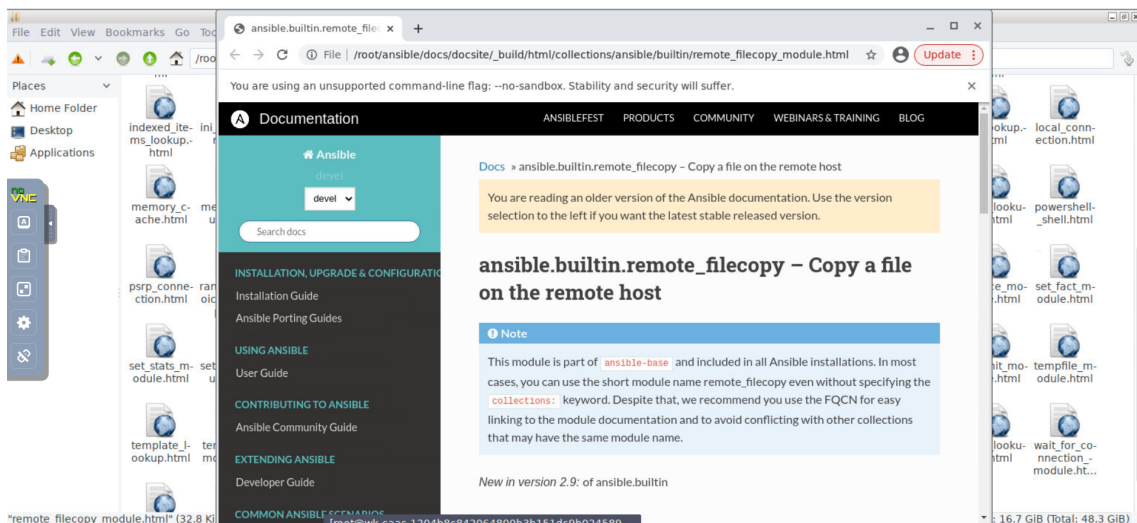 File Edit View Bookmarks Go
ansible.builtin.remote_file
File /root/ansible/docs/docsite/_build/html/collections/ansible/builtin/remote_filecopy_module.html
Update
You are using an unsupported command-line flag: --no-sandbox. Stability and security will suffer.
Places
Home Folder
Desktop
Applications
noVNC
indexed_ite-
ms_lookup.-
html
memory_c-
ache.html
psrp_conne-
ction.html
set_stats_m-
odule.html
template_l-
ookup.html
Documentation
ANSIBLEFEST PRODUCTS COMMUNITY WEBINARS & TRAINING BLOG
Ansible
devel
devel
Search docs
INSTALLATION, UPGRADE & CONFIGURATIO
Installation Guide
Ansible Porting Guides
USING ANSIBLE
User Guide
CONTRIBUTING TO ANSIBLE
Ansible Community Guide
EXTENDING ANSIBLE
Developer Guide
COMMON ANSIBLE SCENARIOS
Docs » ansible.builtin.remote_filecopy – Copy a file on the remote host
You are reading an older version of the Ansible documentation. Use the version
selection to the left if you want the latest stable released version.
ansible.builtin.remote_filecopy – Copy a file
on the remote host
Note
This module is part of ansible-base and included in all Ansible installations. In most
cases, you can use the short module name remote_filecopy even without specifying the
collections: keyword. Despite that, we recommend you use the FQCN for easy
linking to the module documentation and to avoid conflicting with other collections
that may have the same module name.
New in version 2.9: of ansible.builtin
local_conn-
ection.html
powershell-
_shell.html
set_fact_m-
odule.html
tempfile_m-
odule.html
wait_for_co-
nnection_-
module.ht...
"remote_filecopy_module.html" (32.8 Ki
: 16.7 GiB (Total: 48.3 GiB)